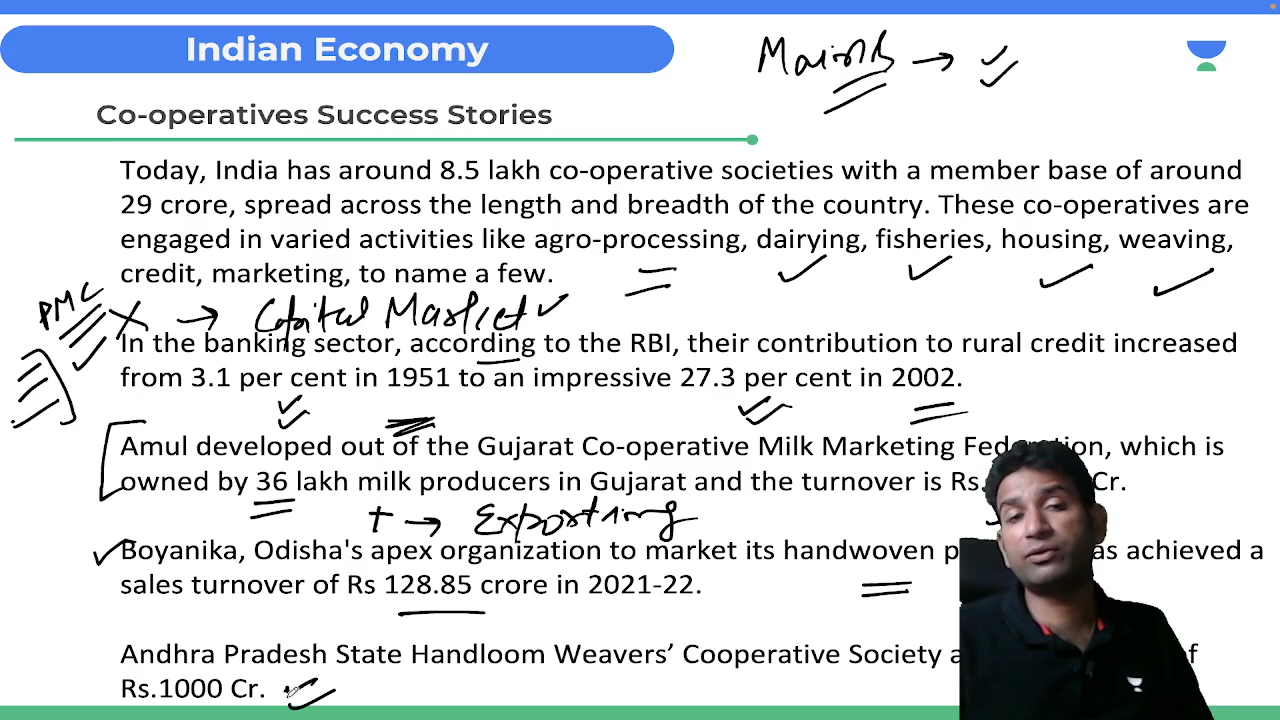 Indian Economy
Co-operatives Success Stories
Today, India has around 8.5 lakh co-operative societies with a member base of around
29 crore, spread across the length and breadth of the country. These co-operatives are
engaged in varied activities like agro-processing, dairying, fisheries, housing, weaving,
credit, marketing, to name a few.
PMC
→ Capital Market
In the banking sector, according to the RBI, their contribution to rural credit increased
from 3.1 per cent in 1951 to an impressive 27.3 per cent in 2002.
Amul developed out of the Gujarat Co-operative Milk Marketing Federation, which is
owned by 36 lakh milk producers in Gujarat and the turnover is Rs. Cr.
+ → Exporting
Boyanika, Odisha's apex organization to market its handwoven as achieved a
sales turnover of Rs 128.85 crore in 2021-22.
Andhra Pradesh State Handloom Weavers’ Cooperative Society of
Rs.1000 Cr.